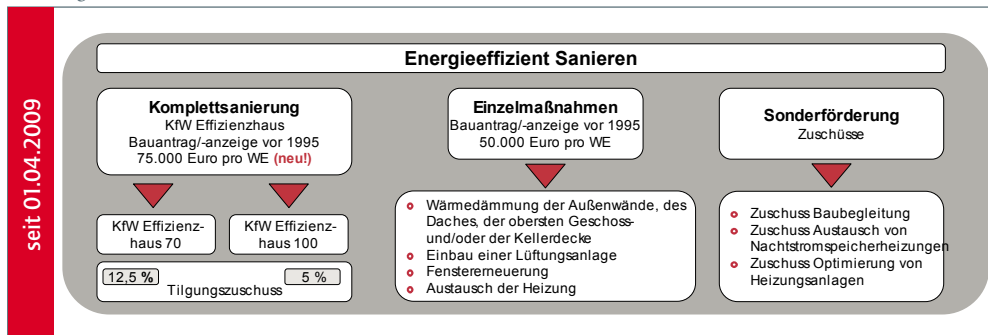 seit 01.04.2009
Energieeffizient Sanieren
Komplettsanierung
KfW Effizienzhaus
Bauantrag/-anzeige vor 1995
75.000 Euro pro WE (neu!)
KfW Effizienz-
haus 70
KfW Effizienz-
haus 100
12,5 %
5 %
Tilgungszuschuss
Einzelmaßnahmen
Bauantrag/-anzeige vor 1995
50.000 Euro pro WE
Wärmedämmung der Außenwände, des
Daches, der obersten Geschoss-
und/oder der Kellerdecke
Einbau einer Lüftungsanlage
Fenstererneuerung
Austausch der Heizung
Sonderförderung
Zuschüsse
Zuschuss Baubegleitung
Zuschuss Austausch von
Nachtstromspeicherheizungen
Zuschuss Optimierung von
Heizungsanlagen